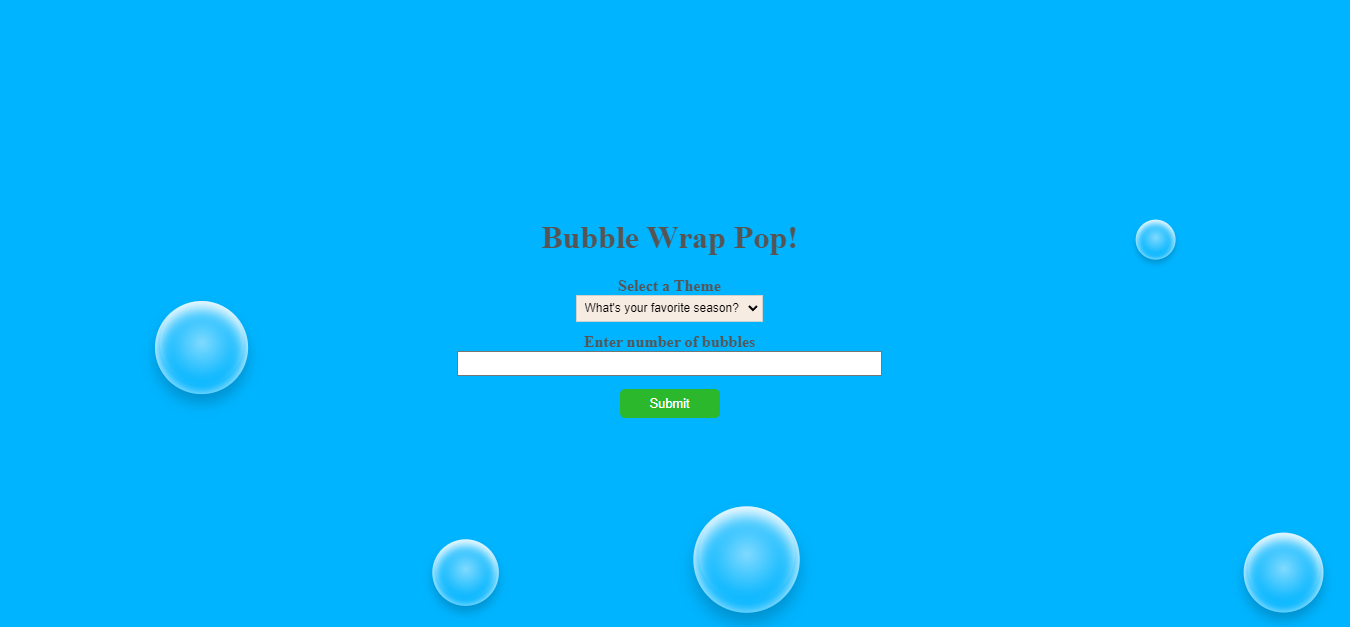 Bubble Wrap Pop!
Select a Theme
What's your favorite season?
Enter number of bubbles
Submit